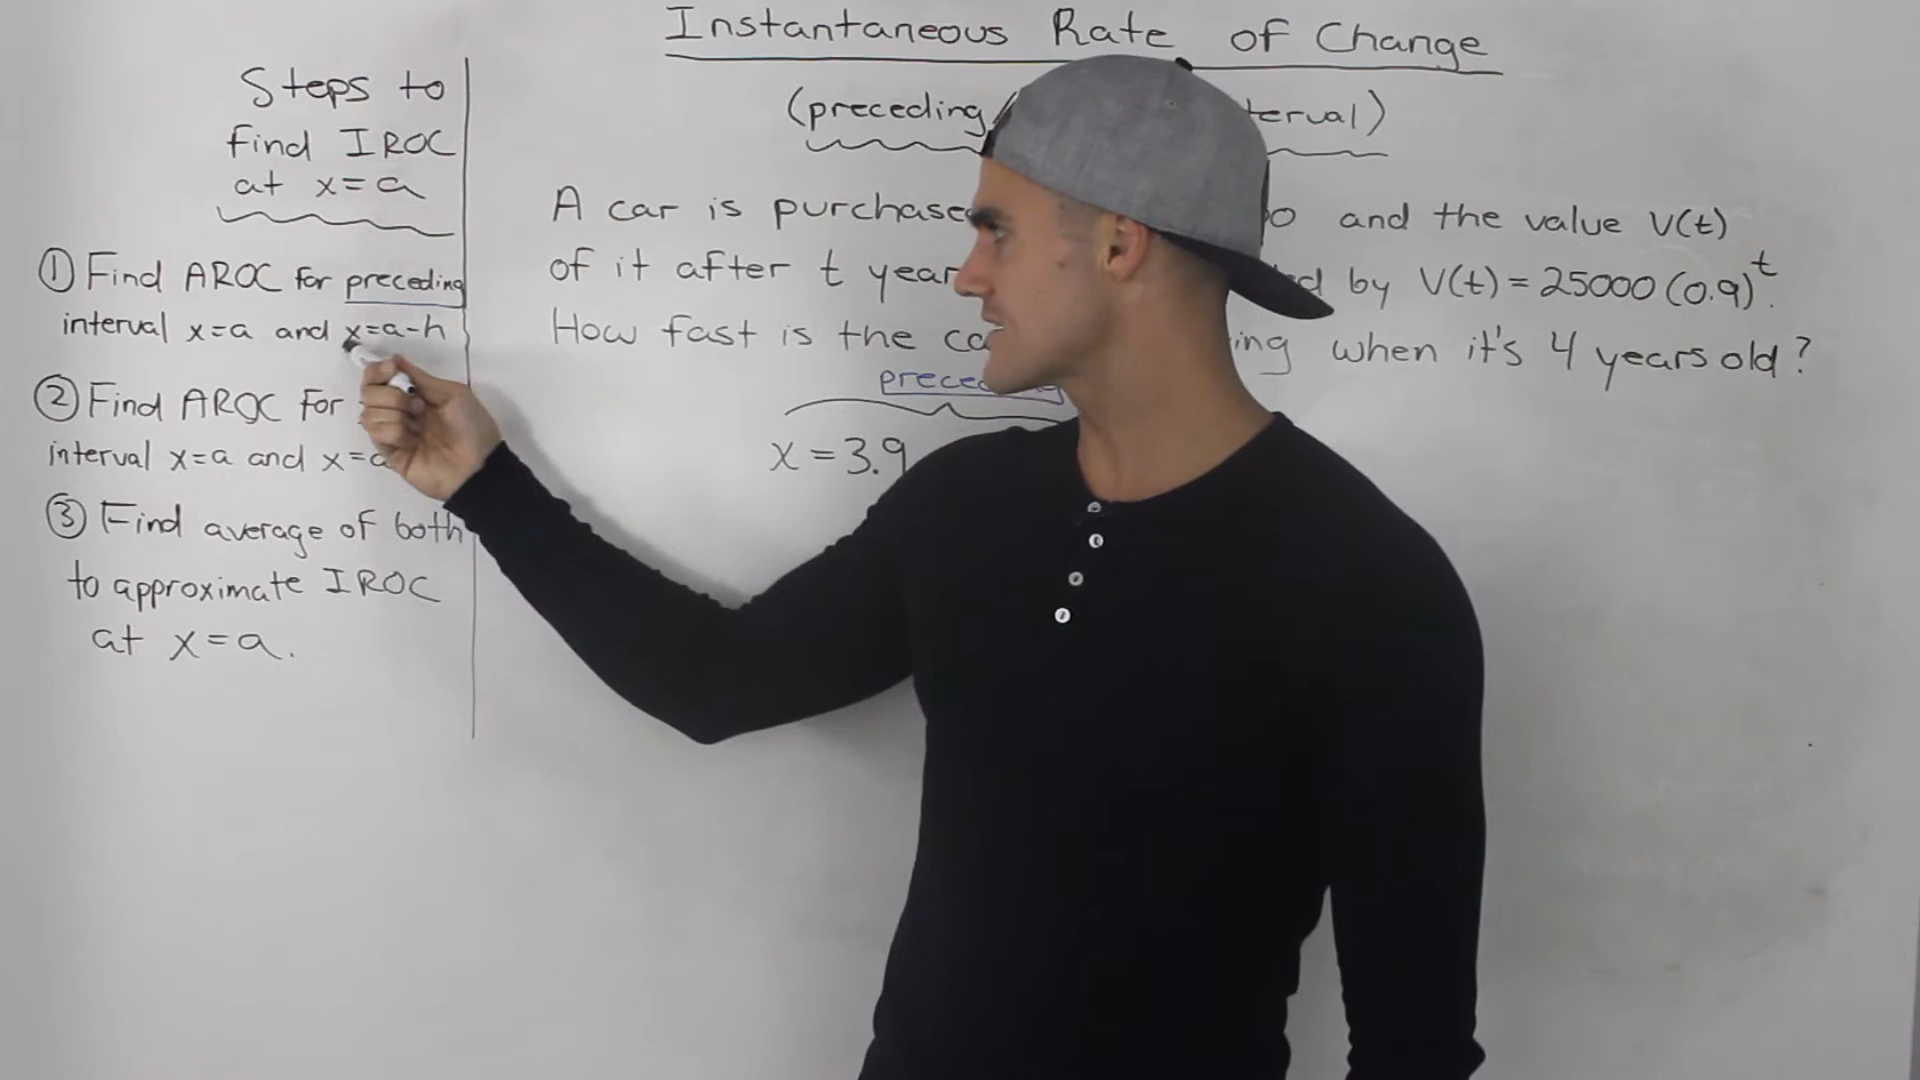 Instantaneous Rate of Change
(preceding/ terval)
Steps to
find IROC
at x=a
① Find AROC for preceding
interval x=a and x=a-h
② Find AROC for
interval x=a and x=a
③ Find average of both
to approximate IROC
at x=a.
A car is purchased and the value V(t)
of it after t year by V(t) = 25000(0.9)^t.
How fast is the ing when it's 4 years old?
preceding
x = 3.9